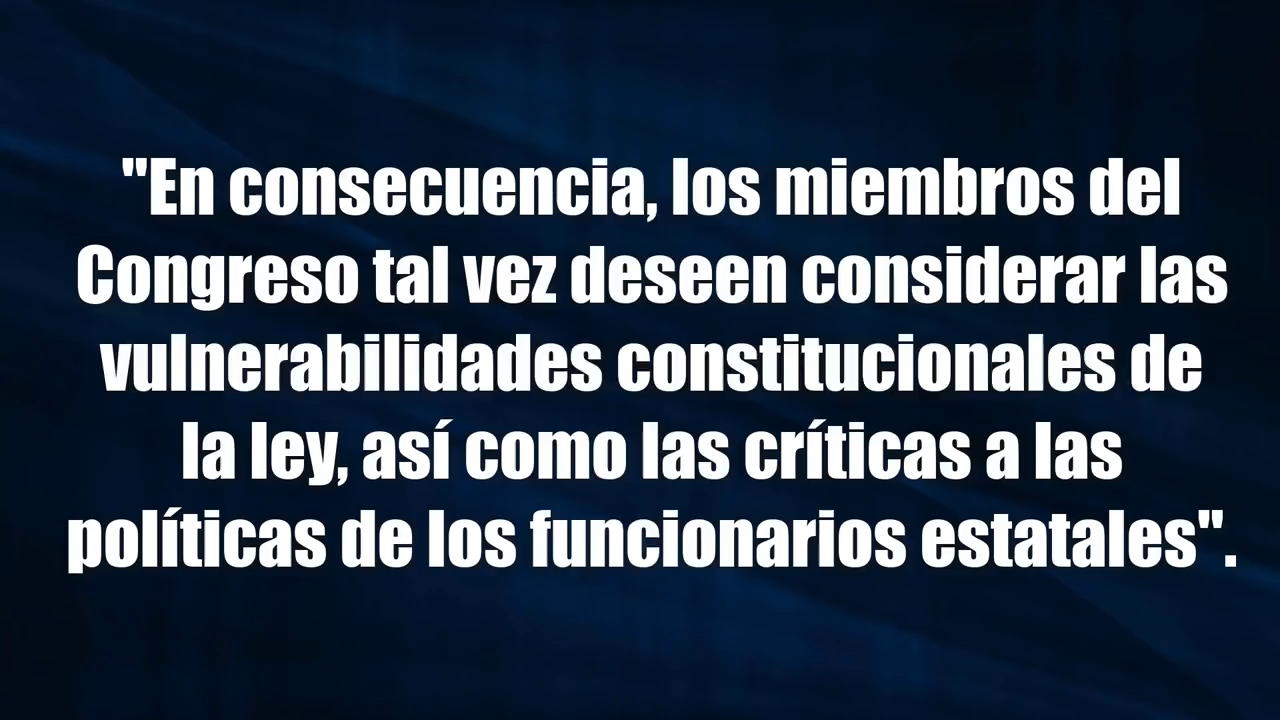 "En consecuencia, los miembros del
Congreso tal vez deseen considerar las
vulnerabilidades constitucionales de
la ley, así como las críticas a las
políticas de los funcionarios estatales".